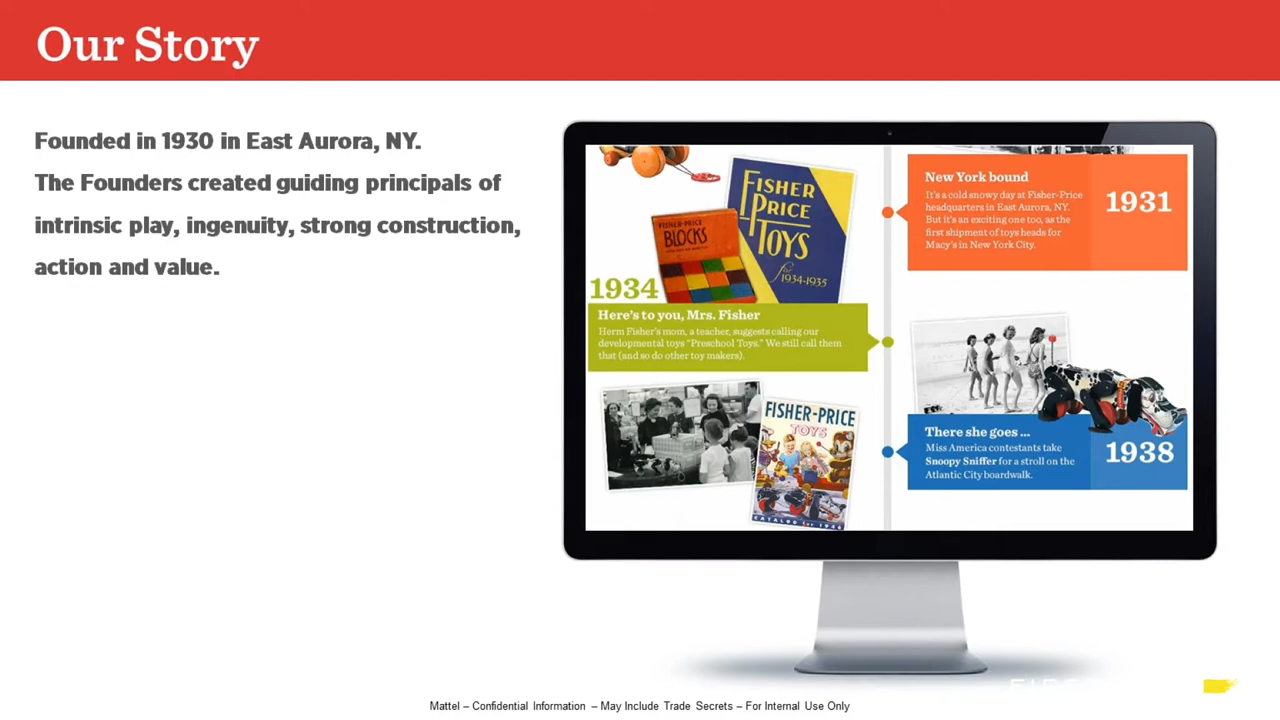 Our Story
Founded in 1930 in East Aurora, NY.
The Founders created guiding principals of
intrinsic play, ingenuity, strong construction,
action and value.
New York bound
It's a cold snowy day at Fisher-Price
headquarters in East Aurora, NY.
But it's an exciting one too, as the
first shipment of toys heads for
Macy's in New York City.
1931
FISHER
PRICE
TOYS
for
1934-1935
FISHER-PRICE
BLOCKS
1934
Here's to you, Mrs. Fisher
Herm Fisher's mom, a teacher, suggests calling our
developmental toys "Preschool Toys." We still call them
that (and so do other toy makers).
FISHER-PRICE
TOYS
There she goes ...
Miss America contestants take
Snoopy Sniffer for a stroll on the
Atlantic City boardwalk.
1938
Mattel – Confidential Information – May Include Trade Secrets – For Internal Use Only